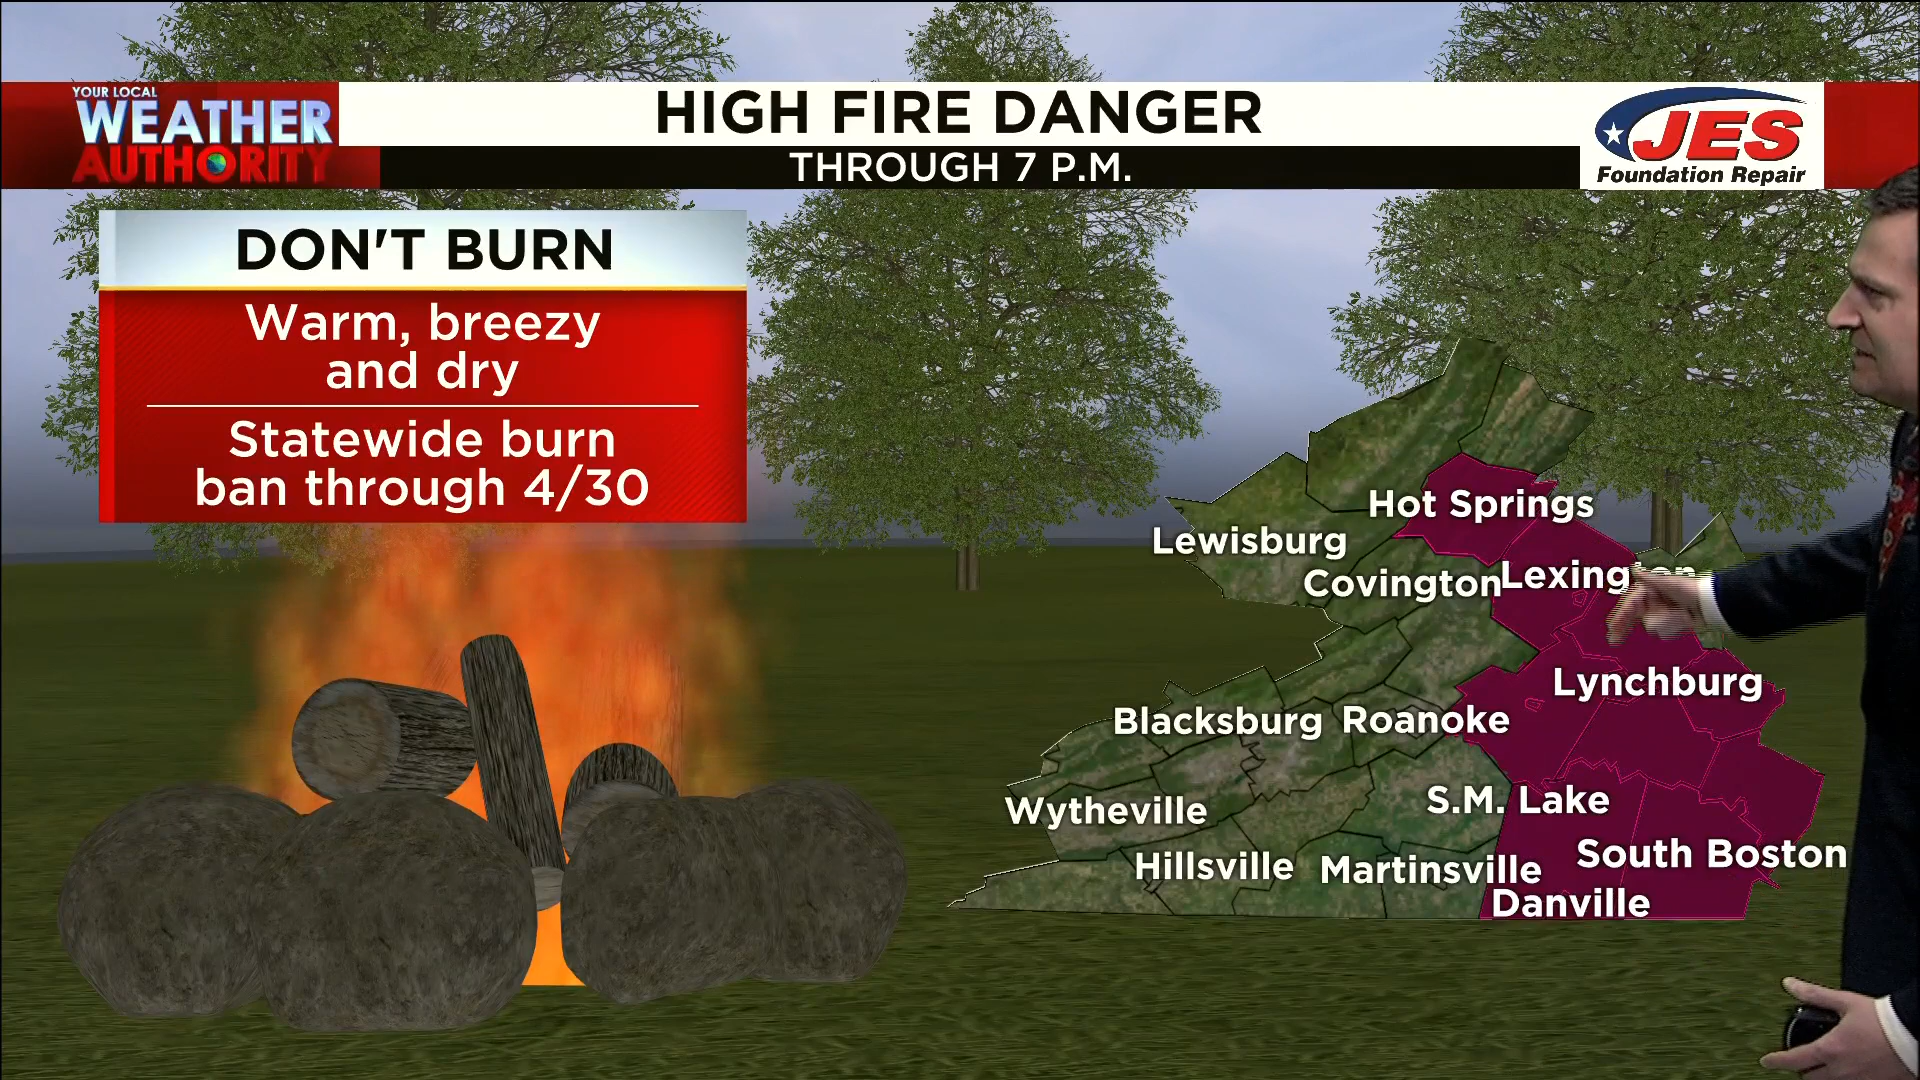 YOUR LOCAL
WEATHER
AUTHORITY
HIGH FIRE DANGER
THROUGH 7 P.M.
JES
Foundation Repair
DON'T BURN
Warm, breezy
and dry
Statewide burn
ban through 4/30
Hot Springs
Lewisburg
Covington
Lexington
Lynchburg
Blacksburg
Roanoke
S.M. Lake
Wytheville
South Boston
Hillsville
Martinsville
Danville